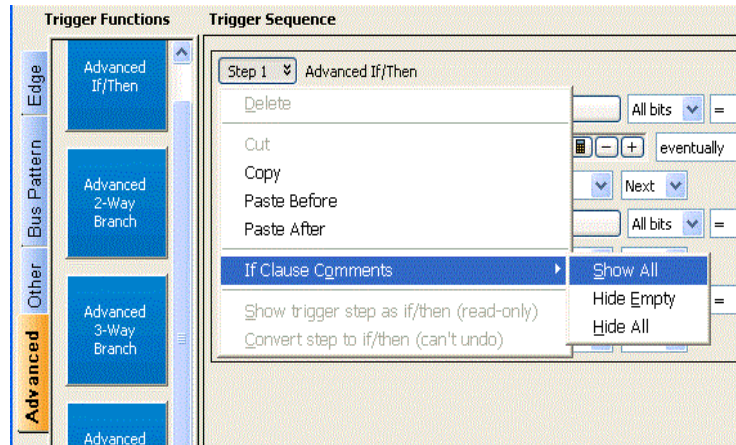 Trigger Functions
Trigger Sequence
Edge
Bus Pattern
Other
Advanced
Advanced
If/Then
Advanced
2-Way
Branch
Advanced
3-Way
Branch
Advanced
Step 1 Advanced If/Then
Delete
Cut
Copy
Paste Before
Paste After
If Clause Comments
Show trigger step as if/then (read-only)
Convert step to if/then (can't undo)
Show All
Hide Empty
Hide All
All bits =
- + eventually
Next
All bits =
=